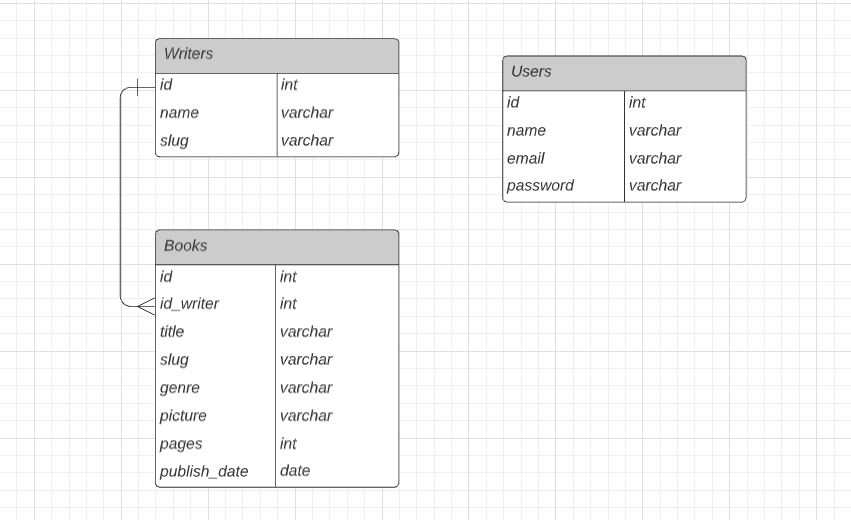 Writers
id int
name varchar
slug varchar
Users
id int
name varchar
email varchar
password varchar
Books
id int
id_writer int
title varchar
slug varchar
genre varchar
picture varchar
pages int
publish_date date